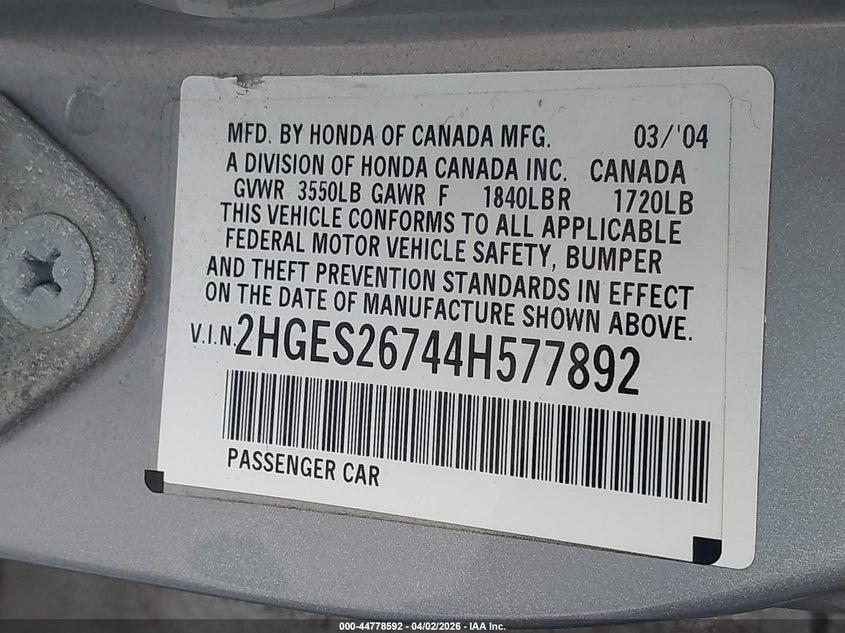 MFD. BY HONDA OF CANADA MFG. 03/'04
A DIVISION OF HONDA CANADA INC. CANADA
GVWR 3550LB GAWR F 1840LBR 1720LB
THIS VEHICLE CONFORMS TO ALL APPLICABLE
FEDERAL MOTOR VEHICLE SAFETY, BUMPER
AND THEFT PREVENTION STANDARDS IN EFFECT
ON THE DATE OF MANUFACTURE SHOWN ABOVE.
V.I.N. 2HGES26744H577892
PASSENGER CAR
000-44778592 - 04/02/2026 - IAA Inc.